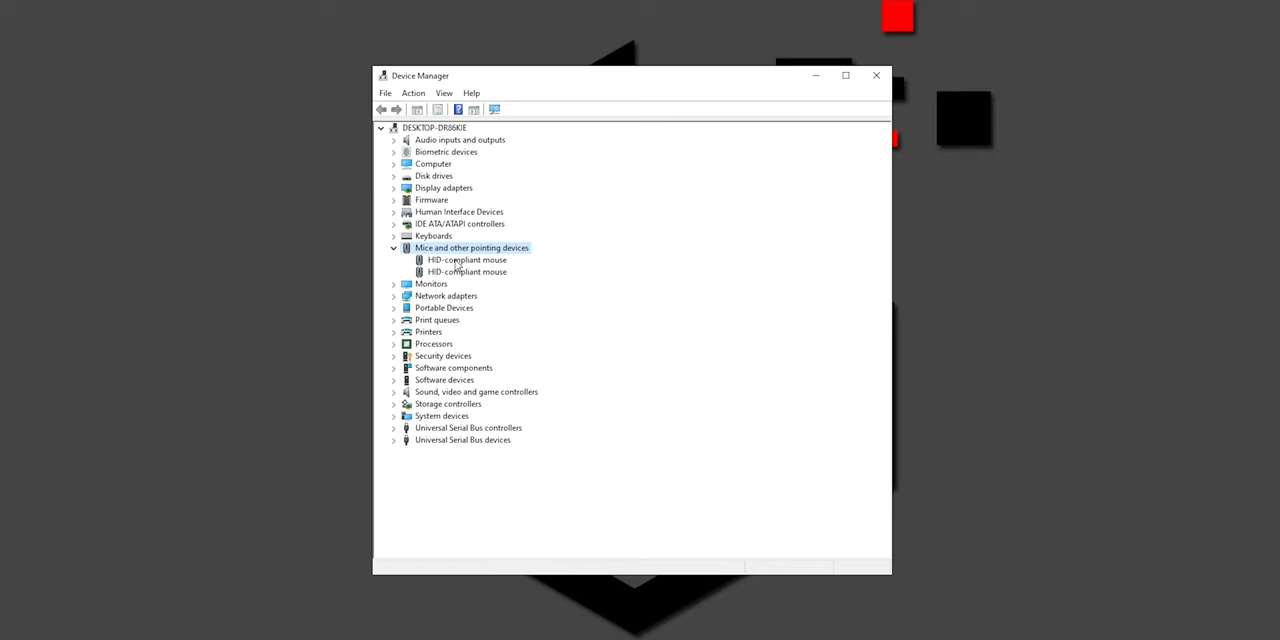 Device Manager
File Action View Help
DESKTOP-DR86KIE
Audio inputs and outputs
Biometric devices
Computer
Disk drives
Display adapters
Firmware
Human Interface Devices
IDE ATA/ATAPI controllers
Keyboards
Mice and other pointing devices
HID-compliant mouse
HID-compliant mouse
Monitors
Network adapters
Portable Devices
Print queues
Printers
Processors
Security devices
Software components
Software devices
Sound, video and game controllers
Storage controllers
System devices
Universal Serial Bus controllers
Universal Serial Bus devices